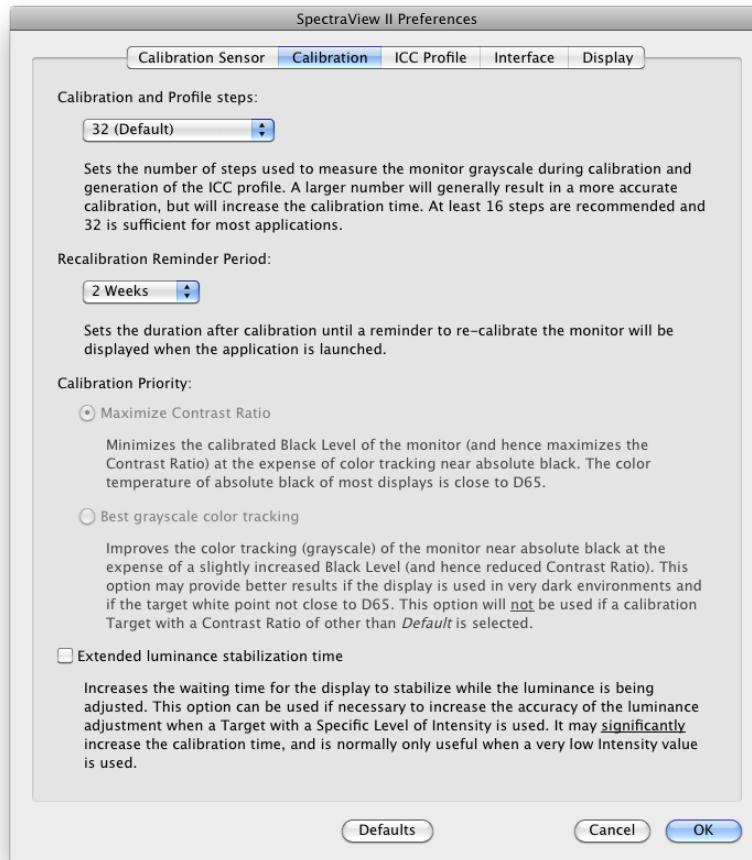 SpectraView II Preferences
Calibration Sensor Calibration ICC Profile Interface Display
Calibration and Profile steps:
32 (Default)
Sets the number of steps used to measure the monitor grayscale during calibration and
generation of the ICC profile. A larger number will generally result in a more accurate
calibration, but will increase the calibration time. At least 16 steps are recommended and
32 is sufficient for most applications.
Recalibration Reminder Period:
2 Weeks
Sets the duration after calibration until a reminder to re-calibrate the monitor will be
displayed when the application is launched.
Calibration Priority:
Maximize Contrast Ratio
Minimizes the calibrated Black Level of the monitor (and hence maximizes the
Contrast Ratio) at the expense of color tracking near absolute black. The color
temperature of absolute black of most displays is close to D65.
Best grayscale color tracking
Improves the color tracking (grayscale) of the monitor near absolute black at the
expense of a slightly increased Black Level (and hence reduced Contrast Ratio). This
option may provide better results if the display is used in very dark environments and
if the target white point not close to D65. This option will not be used if a calibration
Target with a Contrast Ratio of other than Default is selected.
Extended luminance stabilization time
Increases the waiting time for the display to stabilize while the luminance is being
adjusted. This option can be used if necessary to increase the accuracy of the luminance
adjustment when a Target with a Specific Level of Intensity is used. It may significantly
increase the calibration time, and is normally only useful when a very low Intensity value
is used.
Defaults Cancel OK